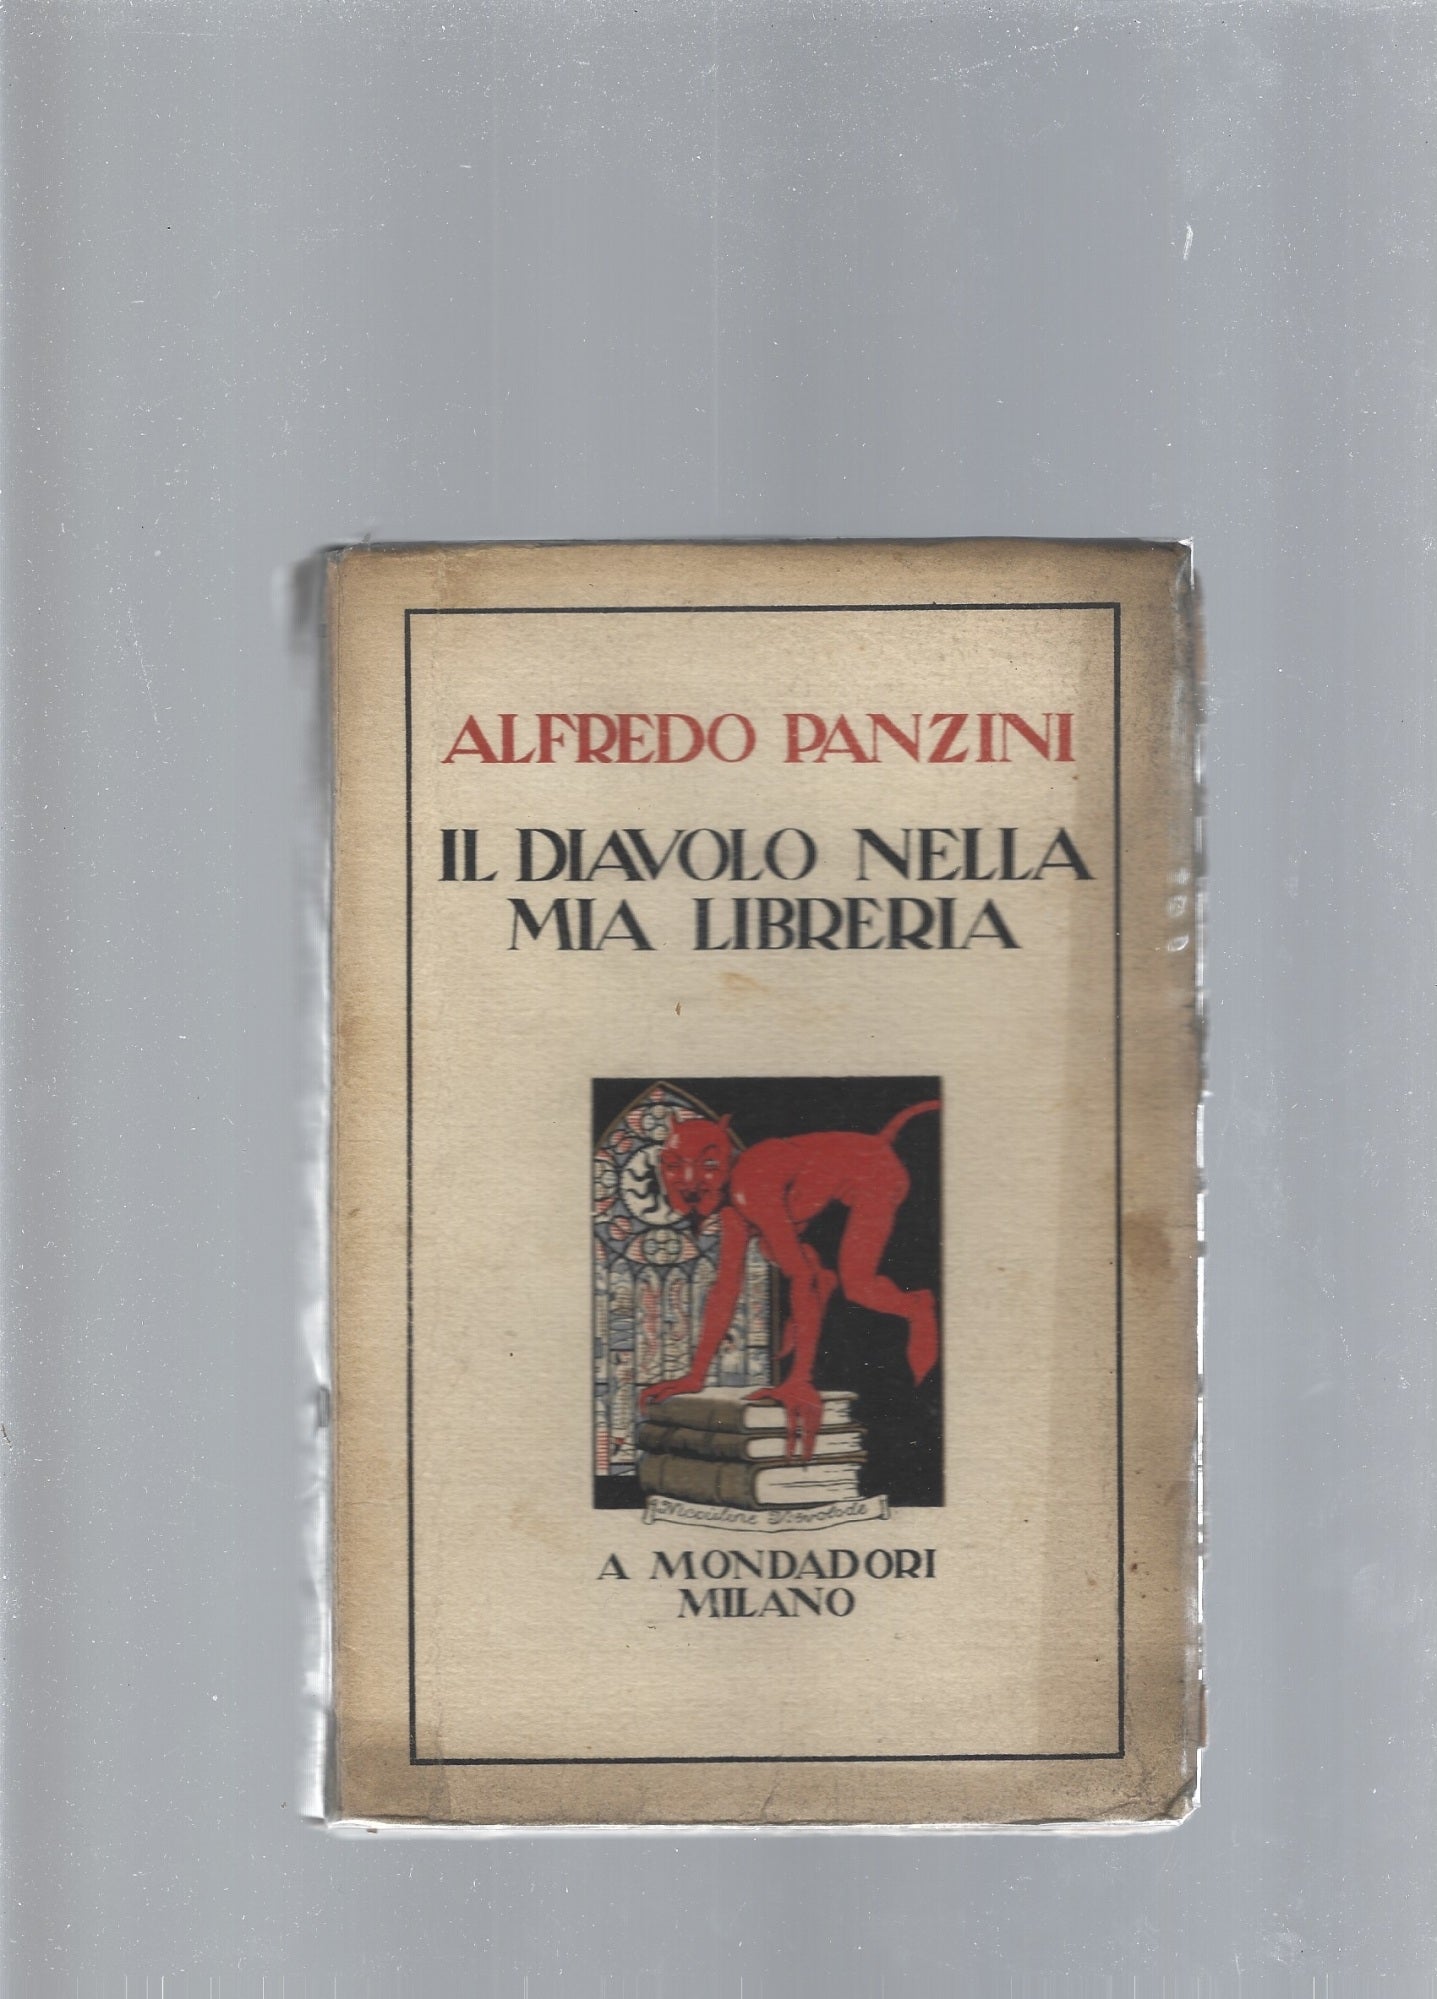 ALFREDO PANZINI
IL DIAVOLO NELLA
MIA LIBRERIA
A MONDADORI
MILANO